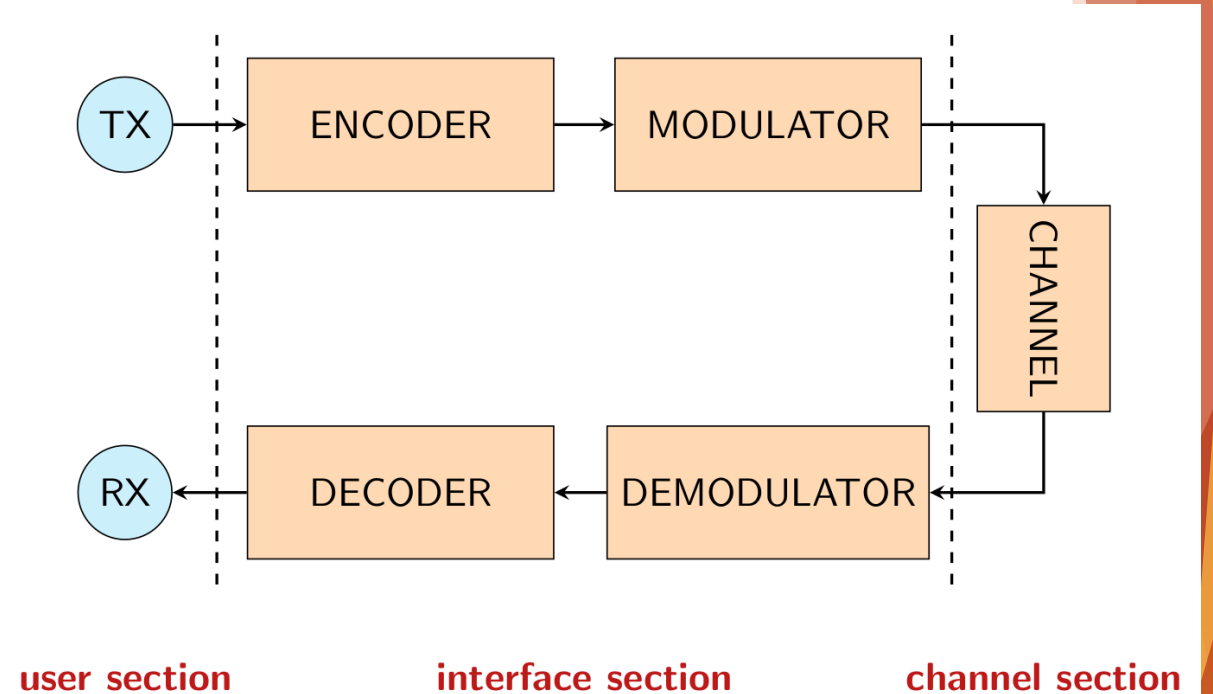 TX
ENCODER
MODULATOR
CHANNEL
RX
DECODER
DEMODULATOR
user section
interface section
channel section